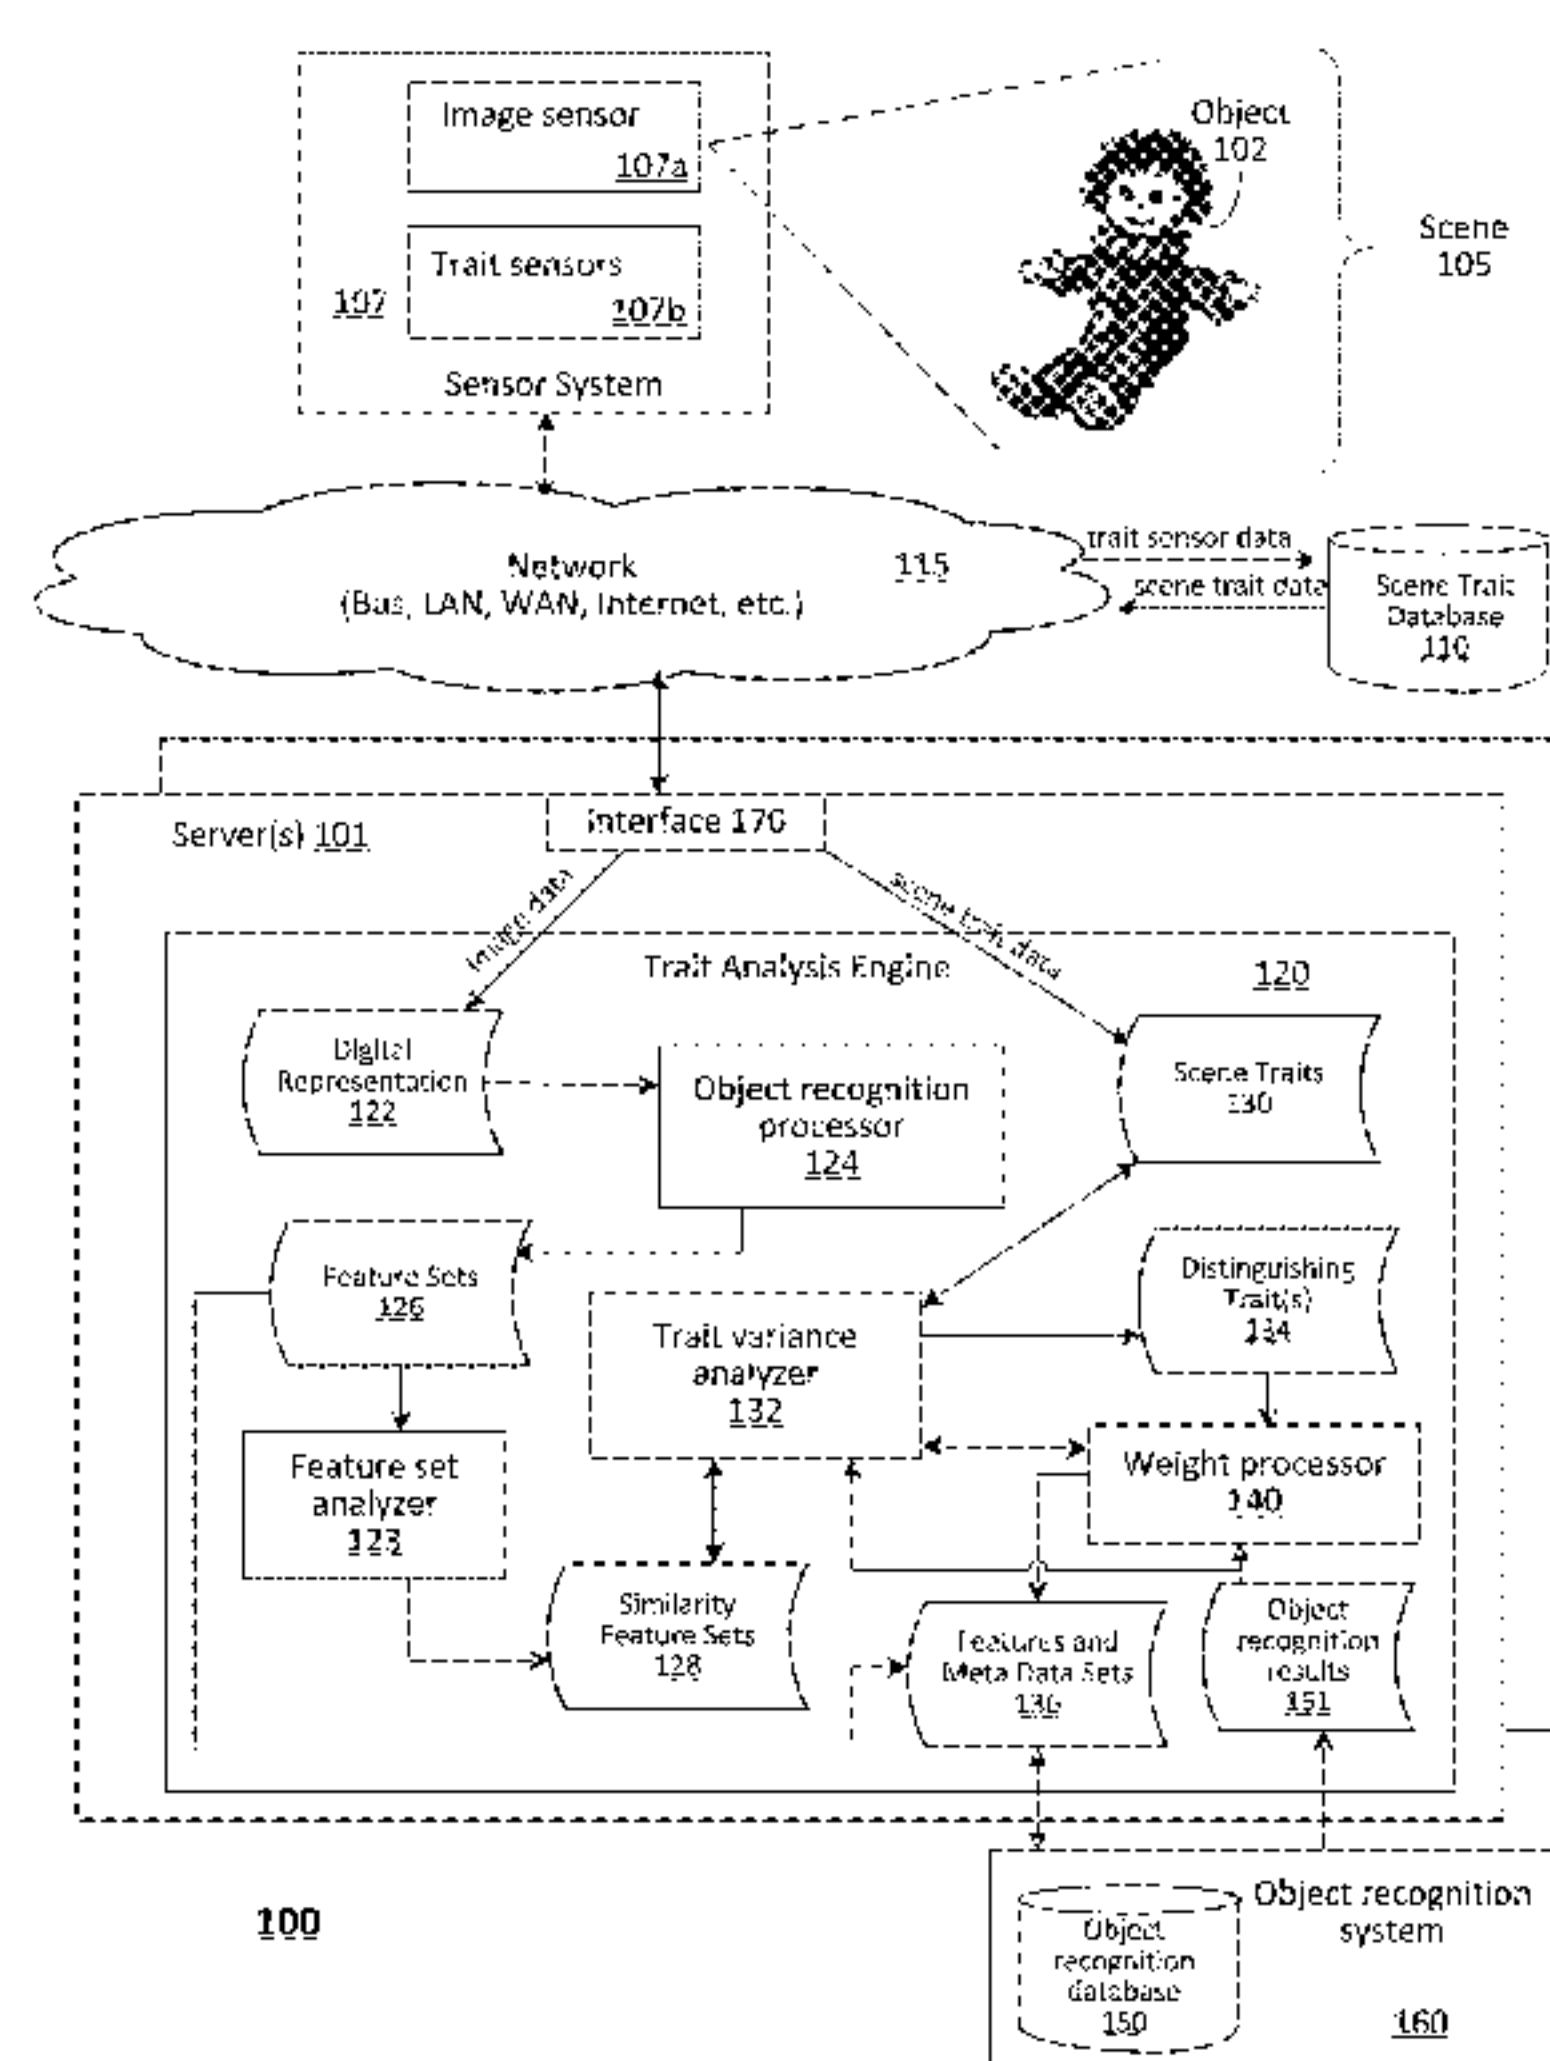 Image sensor
107a
Object
102
Trait sensors
107b
107
Sensor System
Scene
105
Network
115
(Bus, LAN, WAN, Internet, etc.)
trait sensor data
scene trait data
Scene Trait
Database
110
Server(s) 101
Interface 170
image data
scene trait data
Trait Analysis Engine
120
Digital
Representation
122
Object recognition
processor
124
Scene Traits
130
Feature Sets
126
Trait variance
analyzer
132
Distinguishing
Trait(s)
134
Feature set
analyzer
123
Weight processor
140
Similarity
Feature Sets
128
Features and
Meta Data Sets
136
Object
recognition
results
151
100
Object
recognition
database
150
Object recognition
system
160